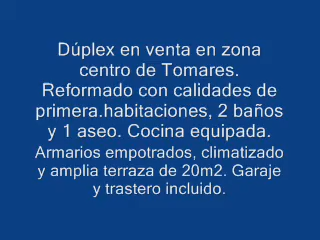 Dúplex en venta en zona
centro de Tomares.
Reformado con calidades de
primera.habitaciones, 2 baños
y 1 aseo. Cocina equipada.
Armarios empotrados, climatizado
y amplia terraza de 20m2. Garaje
y trastero incluido.